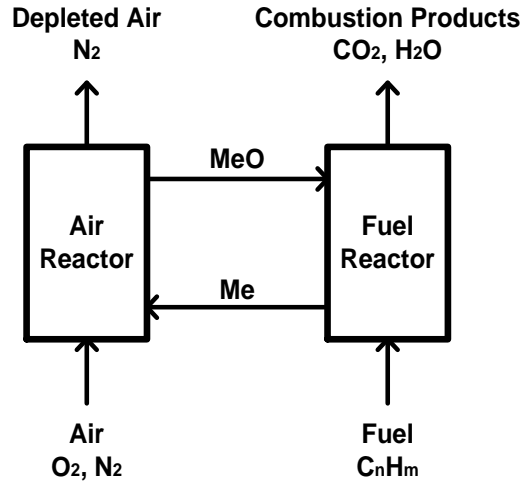 Depleted Air
N2
Combustion Products
CO2, H2O
MeO
Air
Reactor
Fuel
Reactor
Me
Air
O2, N2
Fuel
CnHm